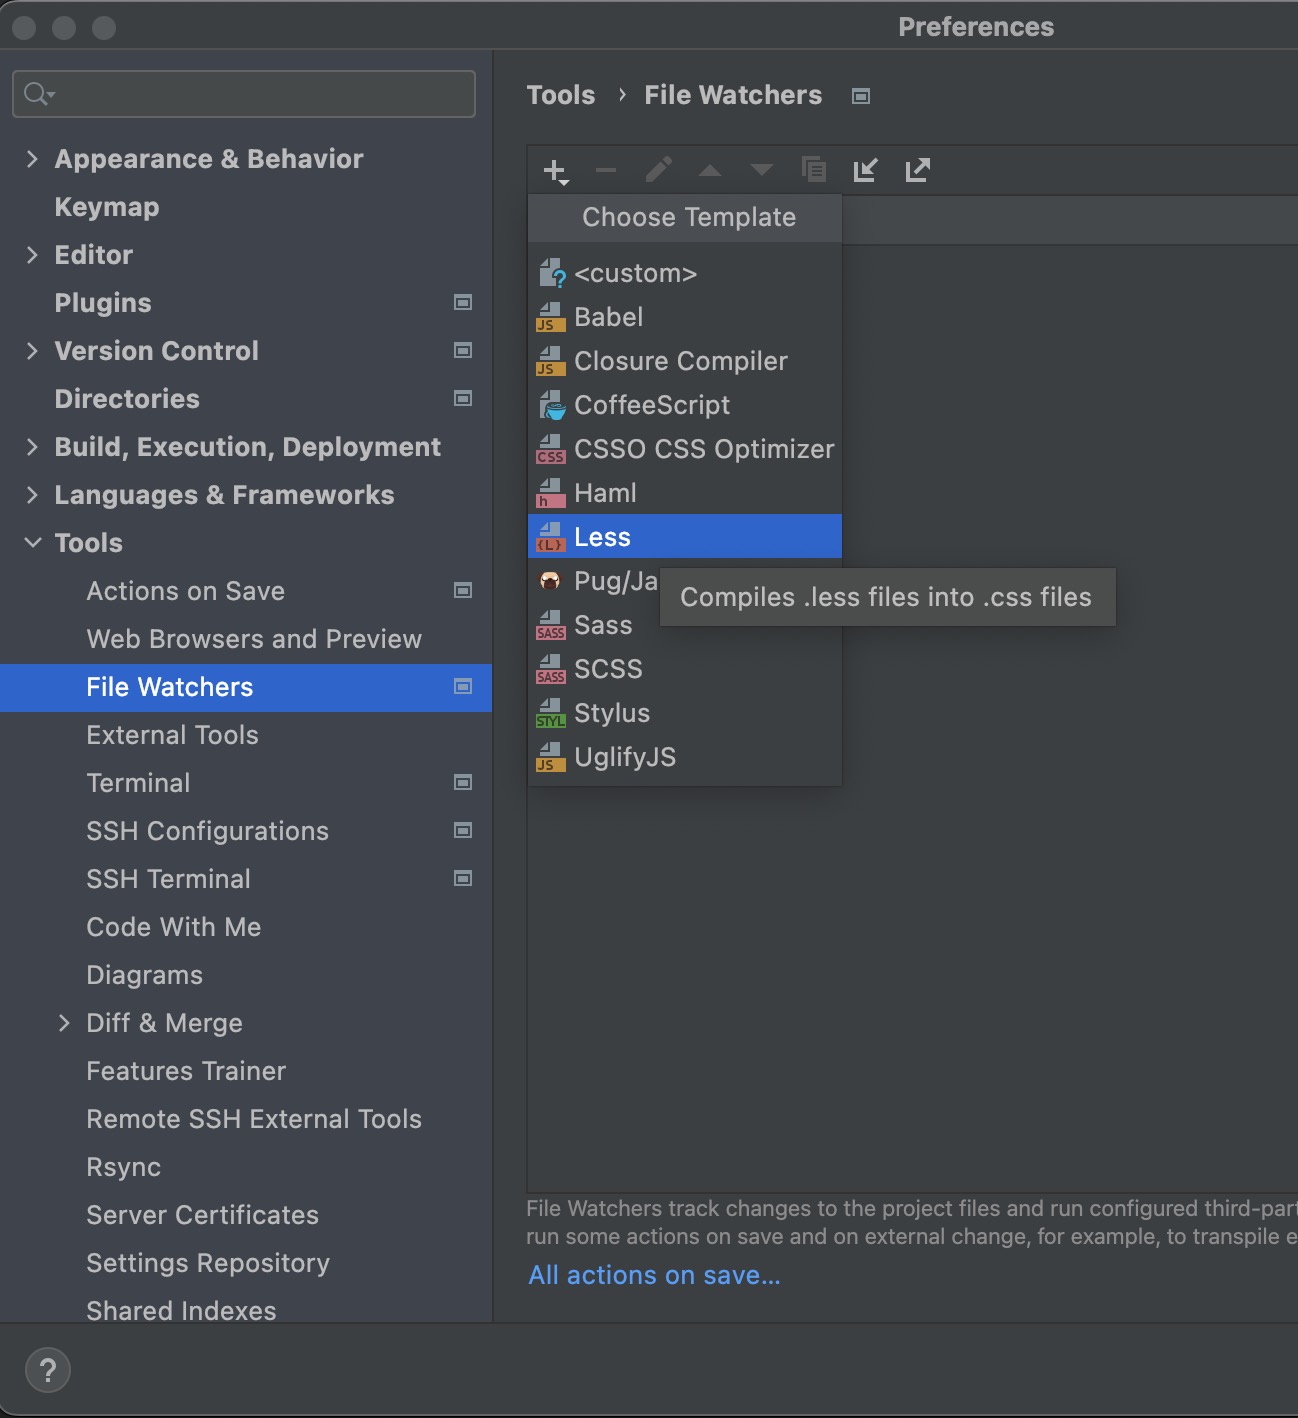 Preferences
Appearance & Behavior
Keymap
Editor
Plugins
Version Control
Directories
Build, Execution, Deployment
Languages & Frameworks
Tools
Actions on Save
Web Browsers and Preview
File Watchers
External Tools
Terminal
SSH Configurations
SSH Terminal
Code With Me
Diagrams
Diff & Merge
Features Trainer
Remote SSH External Tools
Rsync
Server Certificates
Settings Repository
Shared Indexes
?
Tools › File Watchers
Choose Template
? <custom>
JS Babel
JS Closure Compiler
CoffeeScript
CSS CSSO CSS Optimizer
h Haml
{L} Less
Pug/Ja
Compiles .less files into .css files
SASS Sass
SASS SCSS
STYL Stylus
JS UglifyJS
File Watchers track changes to the project files and run configured third-part
run some actions on save and on external change, for example, to transpile e
All actions on save...